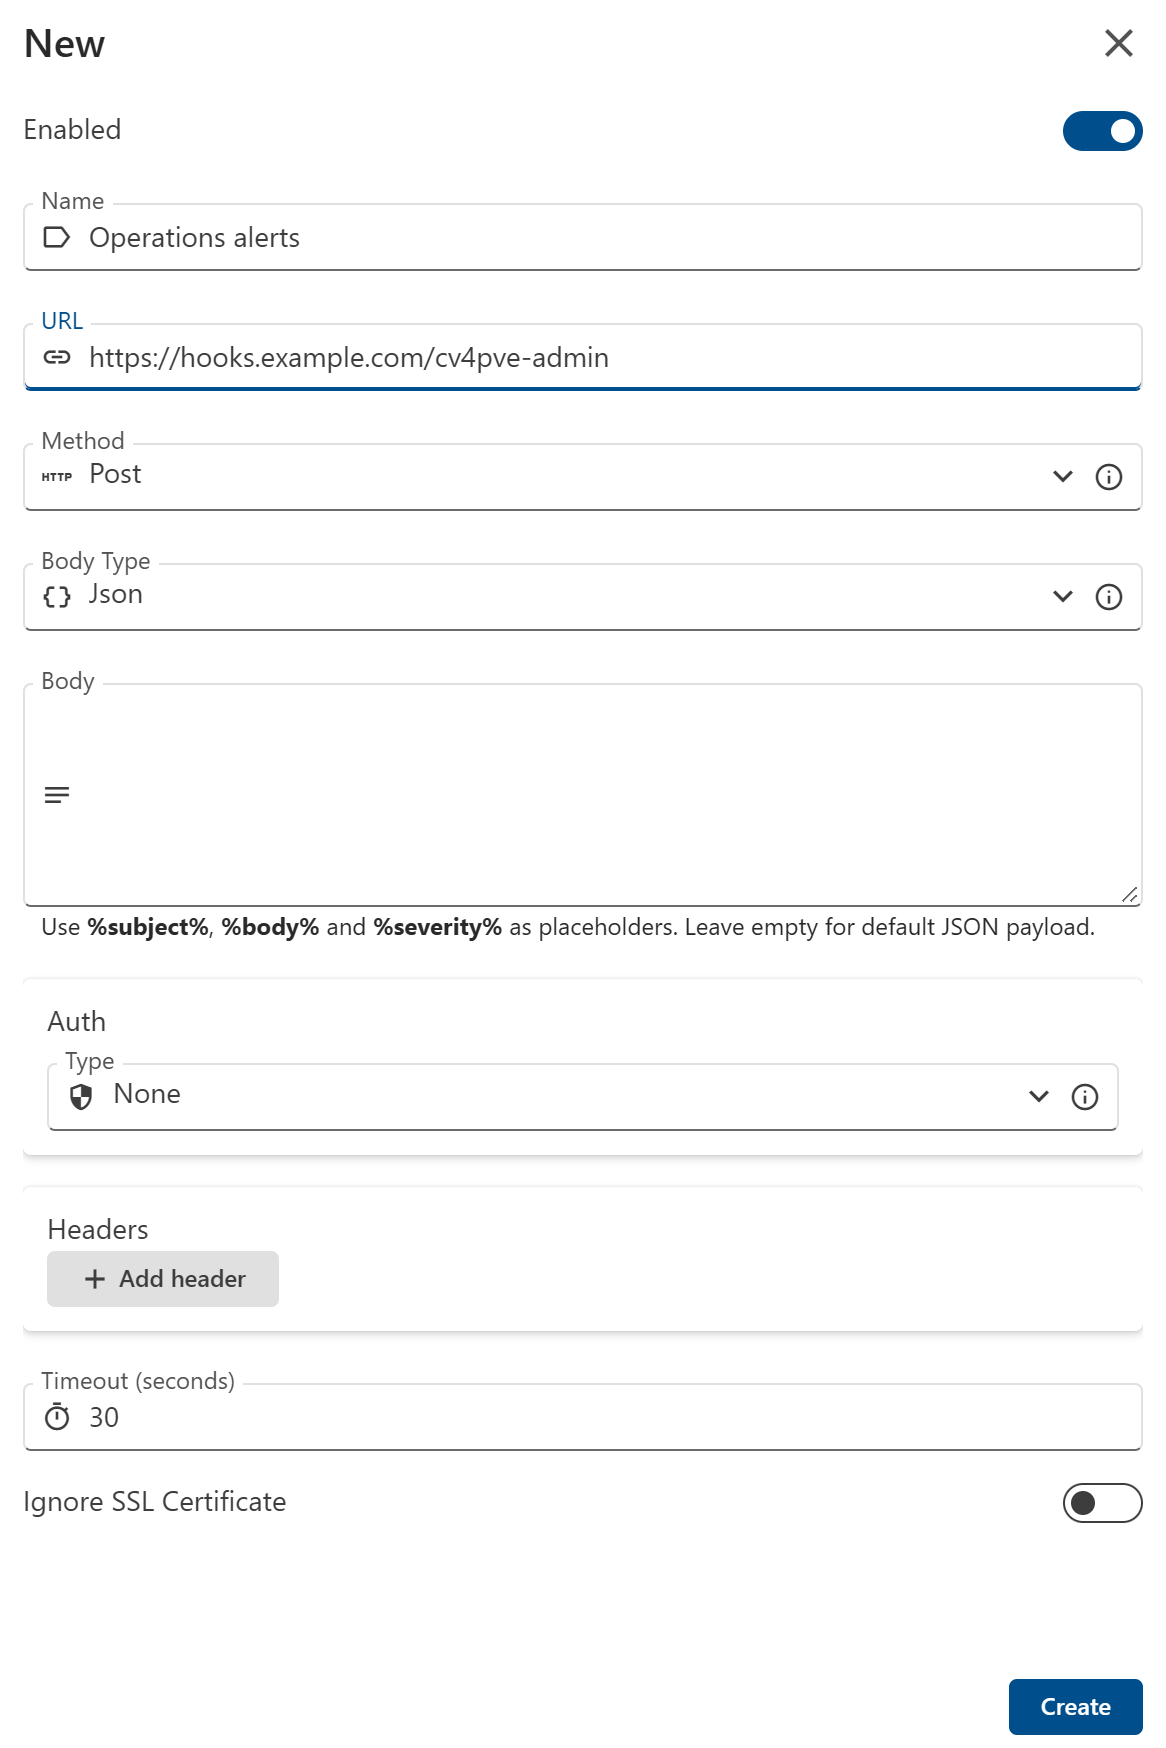 New
Enabled
Name
Operations alerts
URL
https://hooks.example.com/cv4pve-admin
Method
HTTP Post
Body Type
Json
Body
Use %subject%, %body% and %severity% as placeholders. Leave empty for default JSON payload.
Auth
Type
None
Headers
Add header
Timeout (seconds)
30
Ignore SSL Certificate
Create